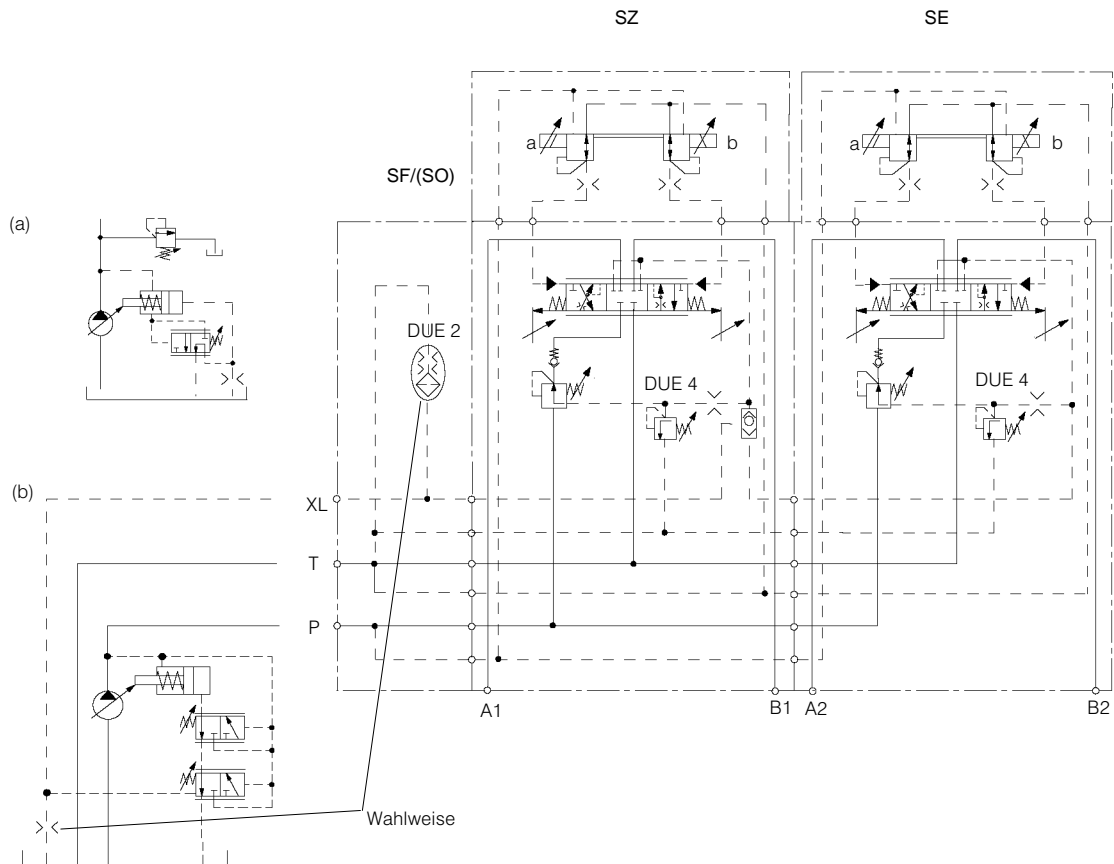 SZ
SE
a
b
a
b
SF/(SO)
(a)
DUE 2
DUE 4
DUE 4
(b)
XL
T
P
A1
B1
A2
B2
Wahlweise